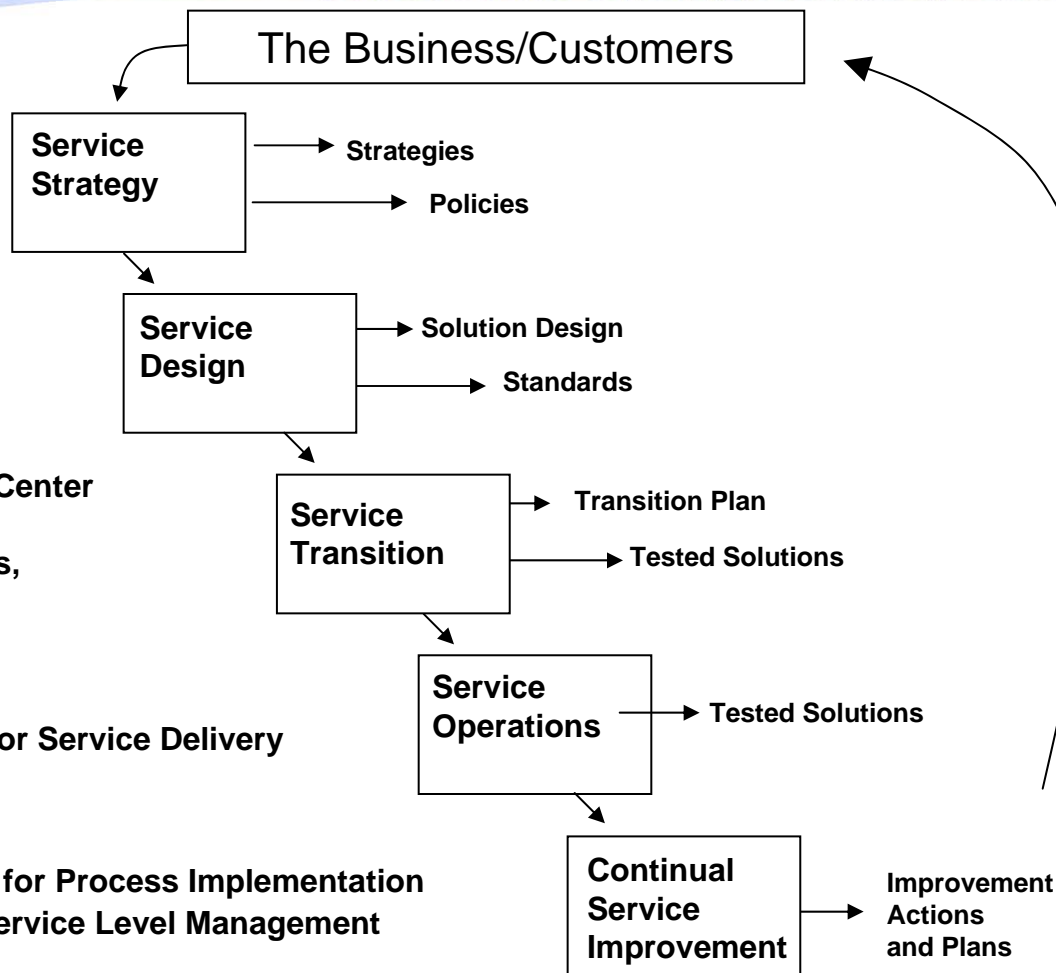 The Business/Customers
Service
Strategy
Strategies
Policies
Service
Design
Solution Design
Standards
Center
s,
Service
Transition
Transition Plan
Tested Solutions
or Service Delivery
Service
Operations
Tested Solutions
for Process Implementation
ervice Level Management
Continual
Service
Improvement
Improvement
Actions
and Plans